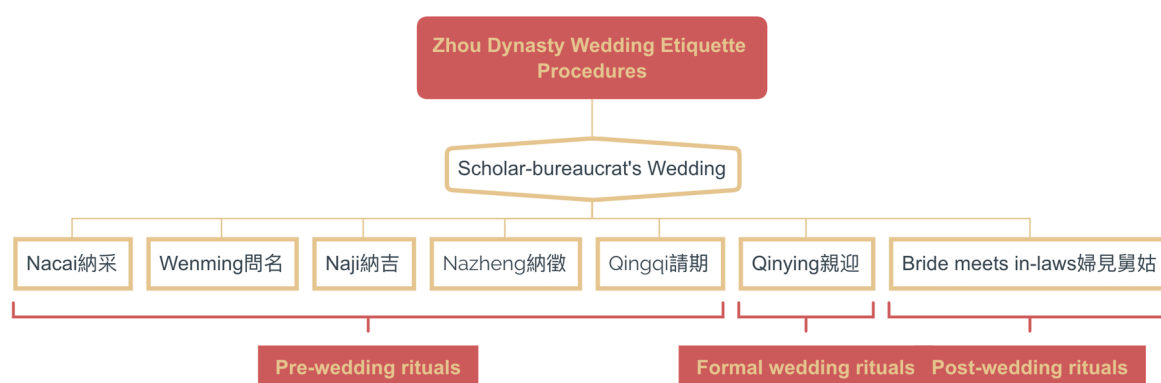 Zhou Dynasty Wedding Etiquette
Procedures
Scholar-bureaucrat's Wedding
Nacai納采
Wenming問名
Naji納吉
Nazheng納徵
Qingqi請期
Qinying親迎
Bride meets in-laws婦見舅姑
Pre-wedding rituals
Formal wedding rituals
Post-wedding rituals